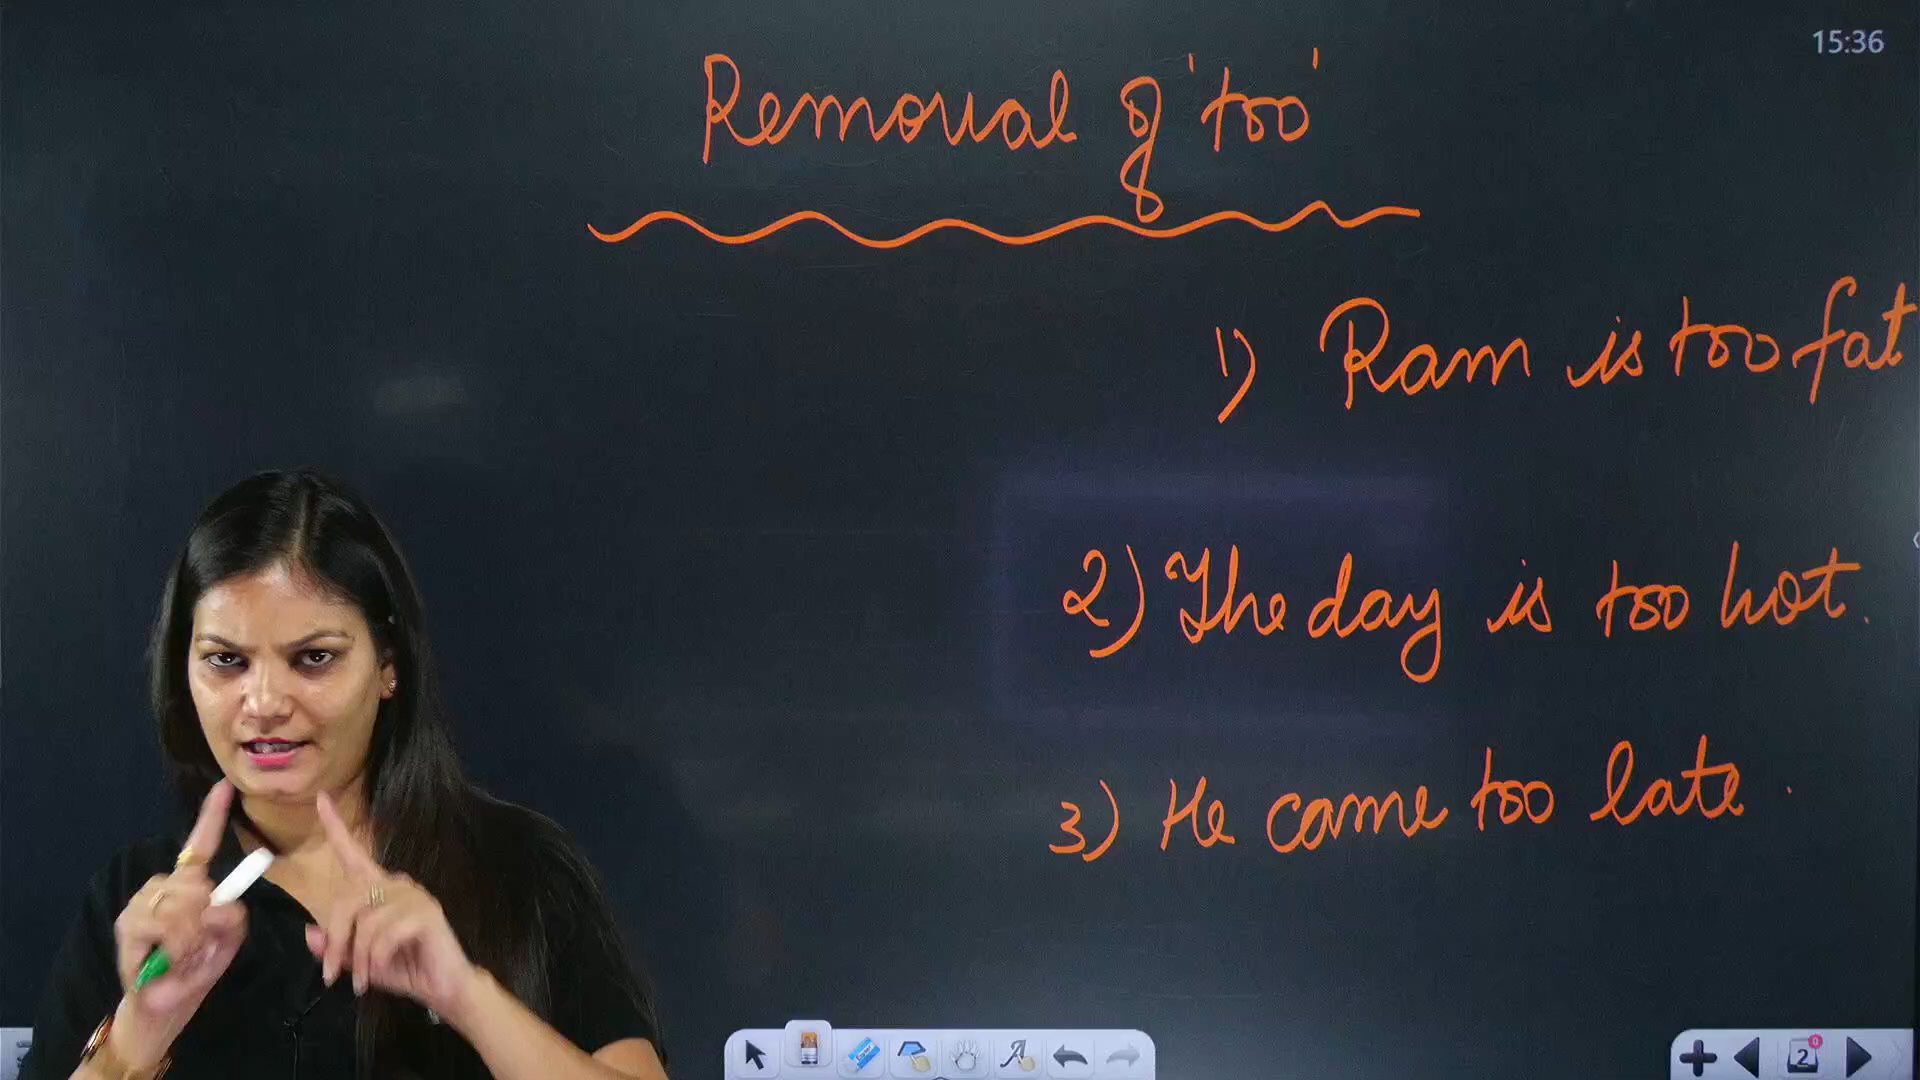 15:36
Removal of 'too'
1) Ram is too fat
2) The day is too hot.
3) He came too late.
2